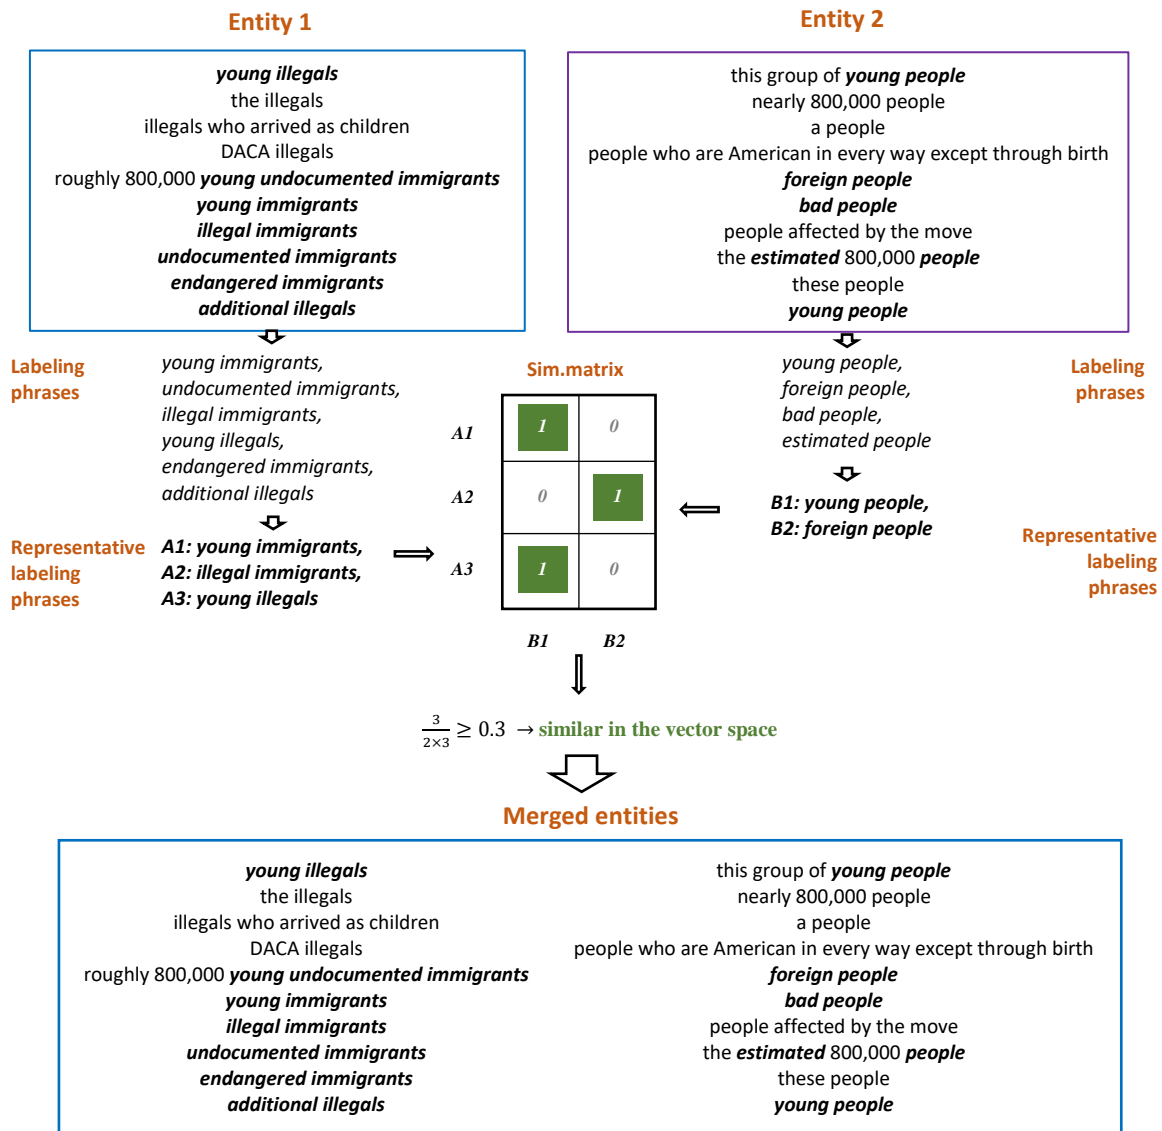 Entity 1
Entity 2
young illegals
the illegals
illegals who arrived as children
DACA illegals
roughly 800,000 young undocumented immigrants
young immigrants
illegal immigrants
undocumented immigrants
endangered immigrants
additional illegals
this group of young people
nearly 800,000 people
a people
people who are American in every way except through birth
foreign people
bad people
people affected by the move
the estimated 800,000 people
these people
young people
Labeling
phrases
young immigrants,
undocumented immigrants,
illegal immigrants,
young illegals,
endangered immigrants,
additional illegals
Sim.matrix
young people,
foreign people,
bad people,
estimated people
Labeling
phrases
A1 1 0
A2 0 1
A3 1 0
B1 B2
B1: young people,
B2: foreign people
Representative
labeling
phrases
A1: young immigrants,
A2: illegal immigrants,
A3: young illegals
Representative
labeling
phrases
3/2×3 ≥ 0.3 → similar in the vector space
Merged entities
young illegals
the illegals
illegals who arrived as children
DACA illegals
roughly 800,000 young undocumented immigrants
young immigrants
illegal immigrants
undocumented immigrants
endangered immigrants
additional illegals
this group of young people
nearly 800,000 people
a people
people who are American in every way except through birth
foreign people
bad people
people affected by the move
the estimated 800,000 people
these people
young people